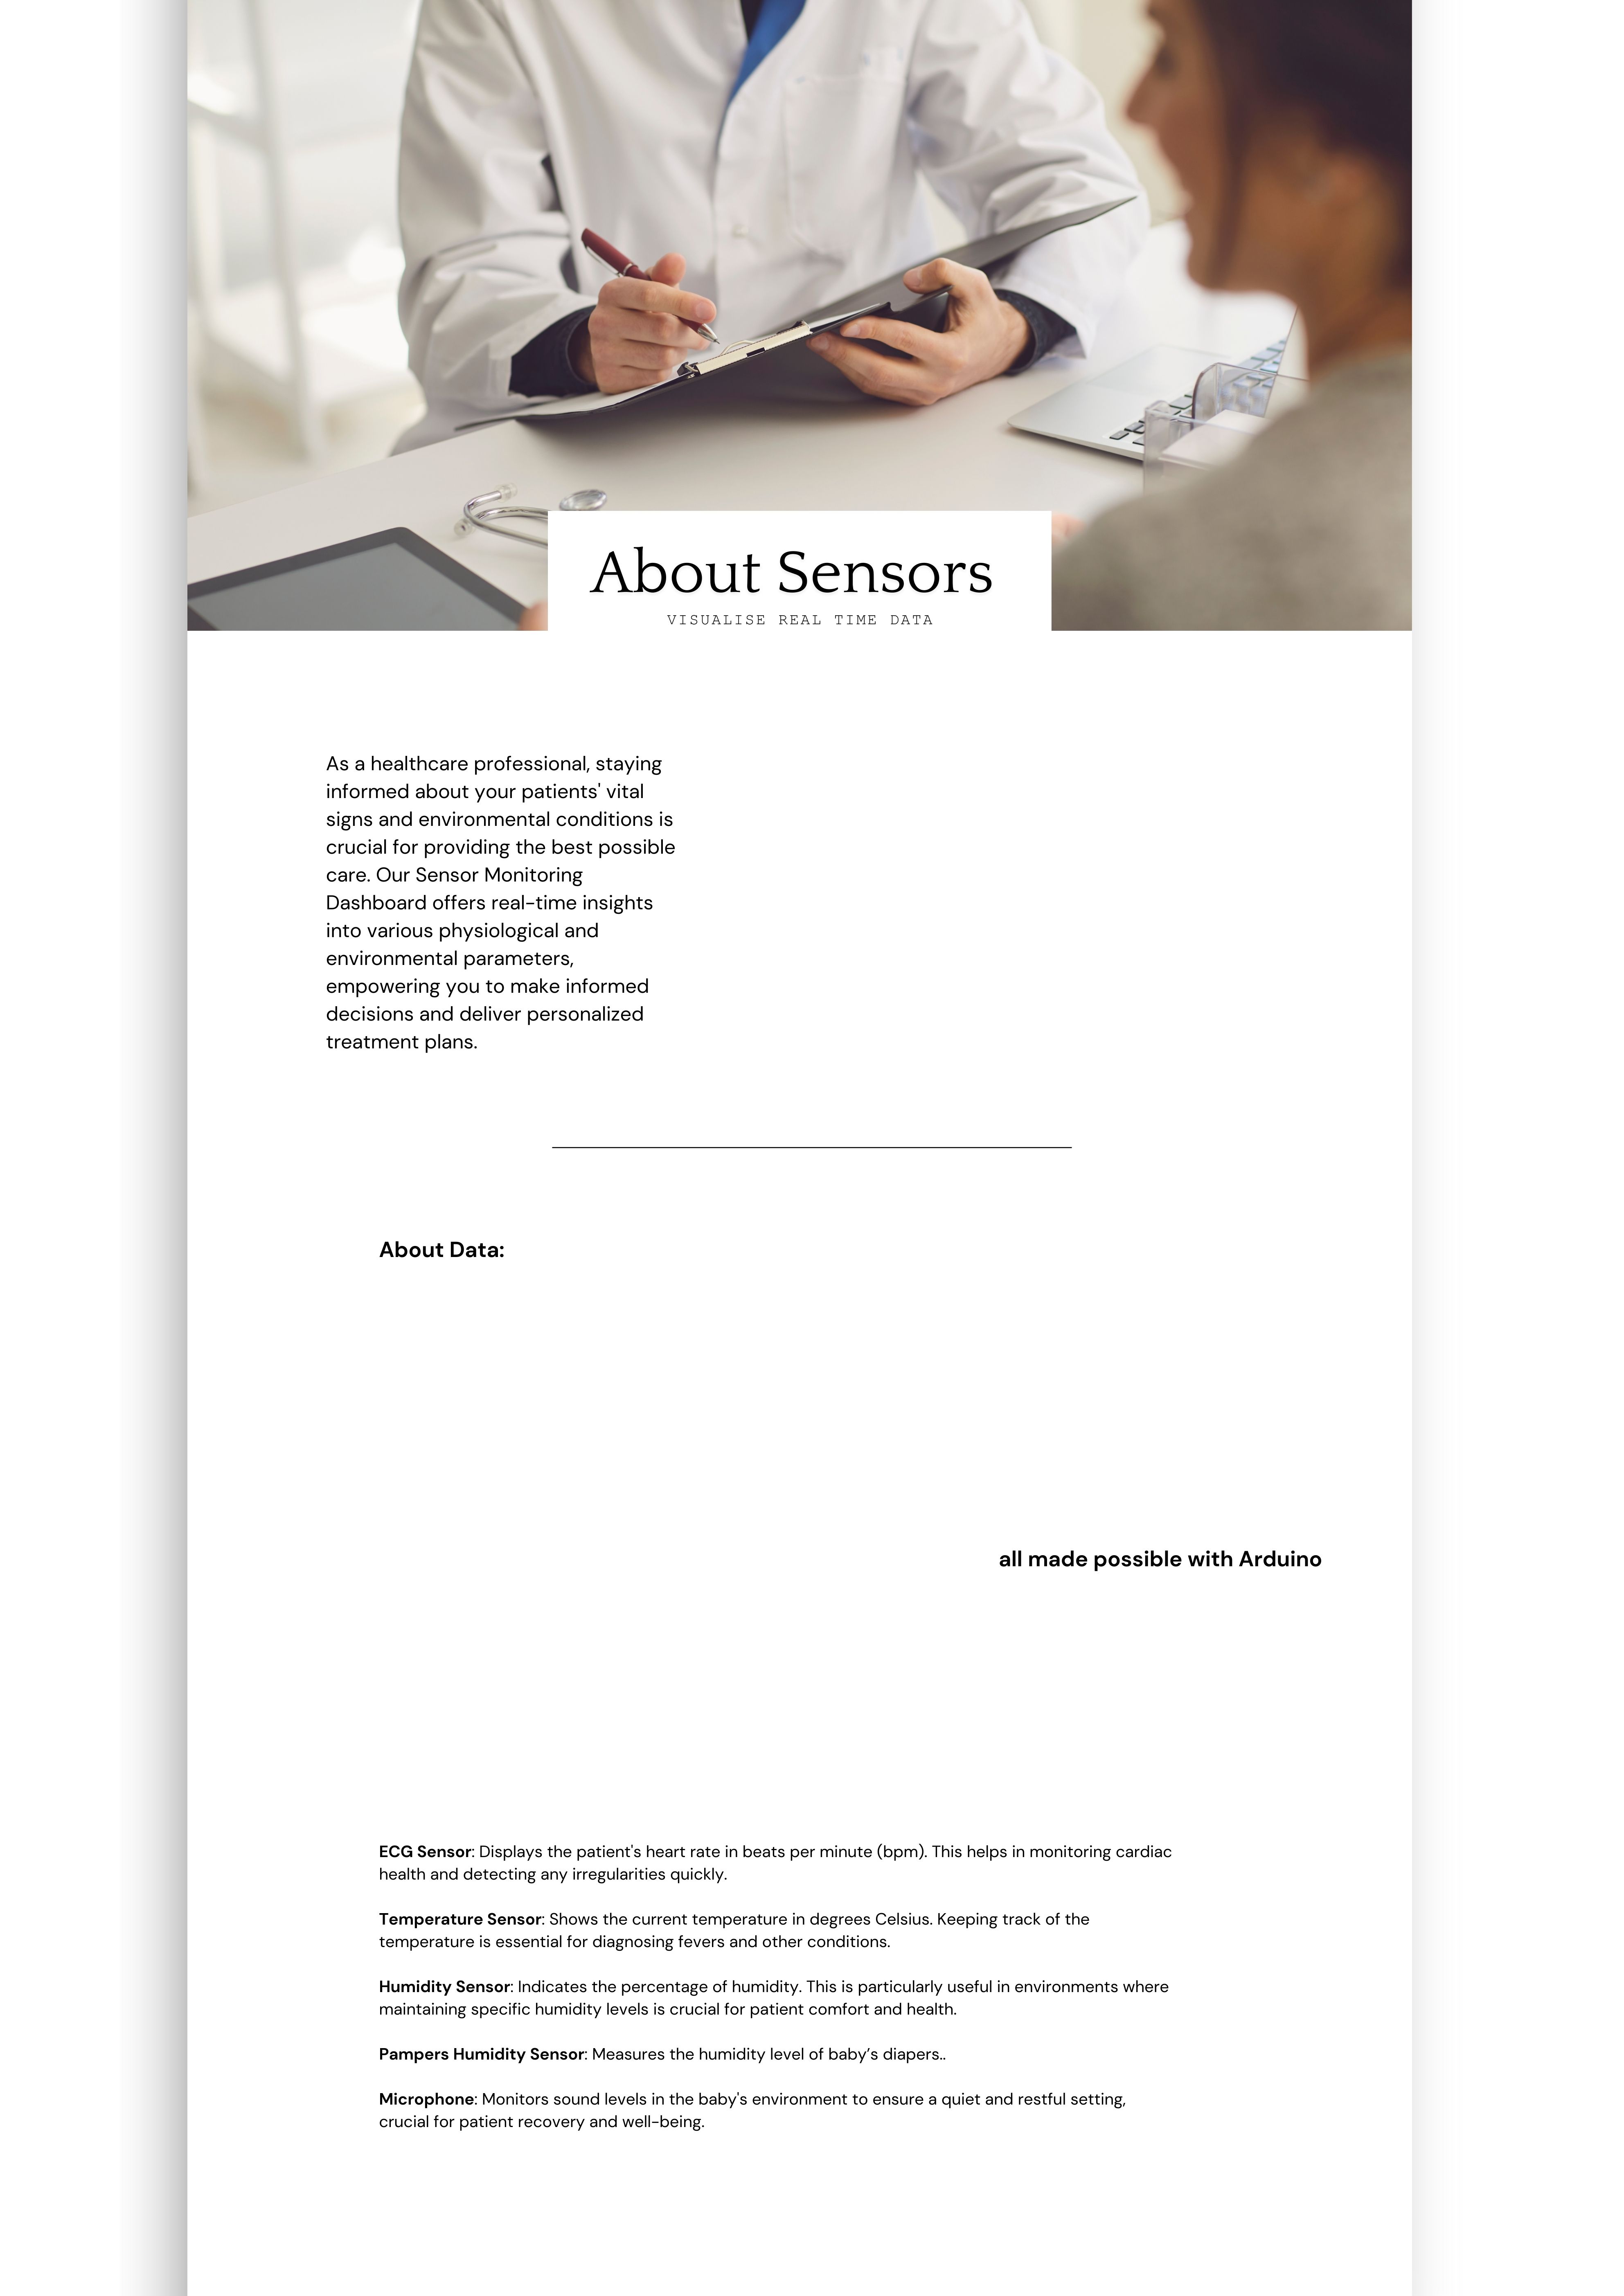 About Sensors
VISUALISE REAL TIME DATA
As a healthcare professional, staying
informed about your patients' vital
signs and environmental conditions is
crucial for providing the best possible
care. Our Sensor Monitoring
Dashboard offers real-time insights
into various physiological and
environmental parameters,
empowering you to make informed
decisions and deliver personalized
treatment plans.
About Data:
all made possible with Arduino
ECG Sensor: Displays the patient's heart rate in beats per minute (bpm). This helps in monitoring cardiac
health and detecting any irregularities quickly.
Temperature Sensor: Shows the current temperature in degrees Celsius. Keeping track of the
temperature is essential for diagnosing fevers and other conditions.
Humidity Sensor: Indicates the percentage of humidity. This is particularly useful in environments where
maintaining specific humidity levels is crucial for patient comfort and health.
Pampers Humidity Sensor: Measures the humidity level of baby’s diapers..
Microphone: Monitors sound levels in the baby's environment to ensure a quiet and restful setting,
crucial for patient recovery and well-being.